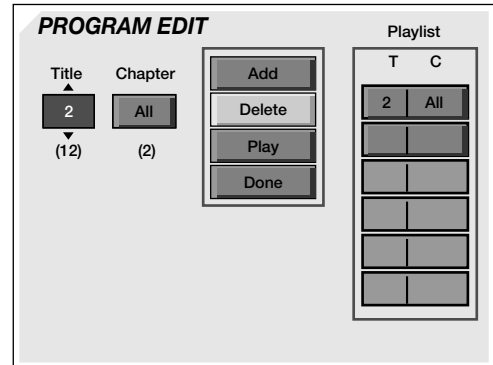 PROGRAM EDIT
Title Chapter
2 All
(12) (2)
Add
Delete
Play
Done
Playlist
T C
2 All